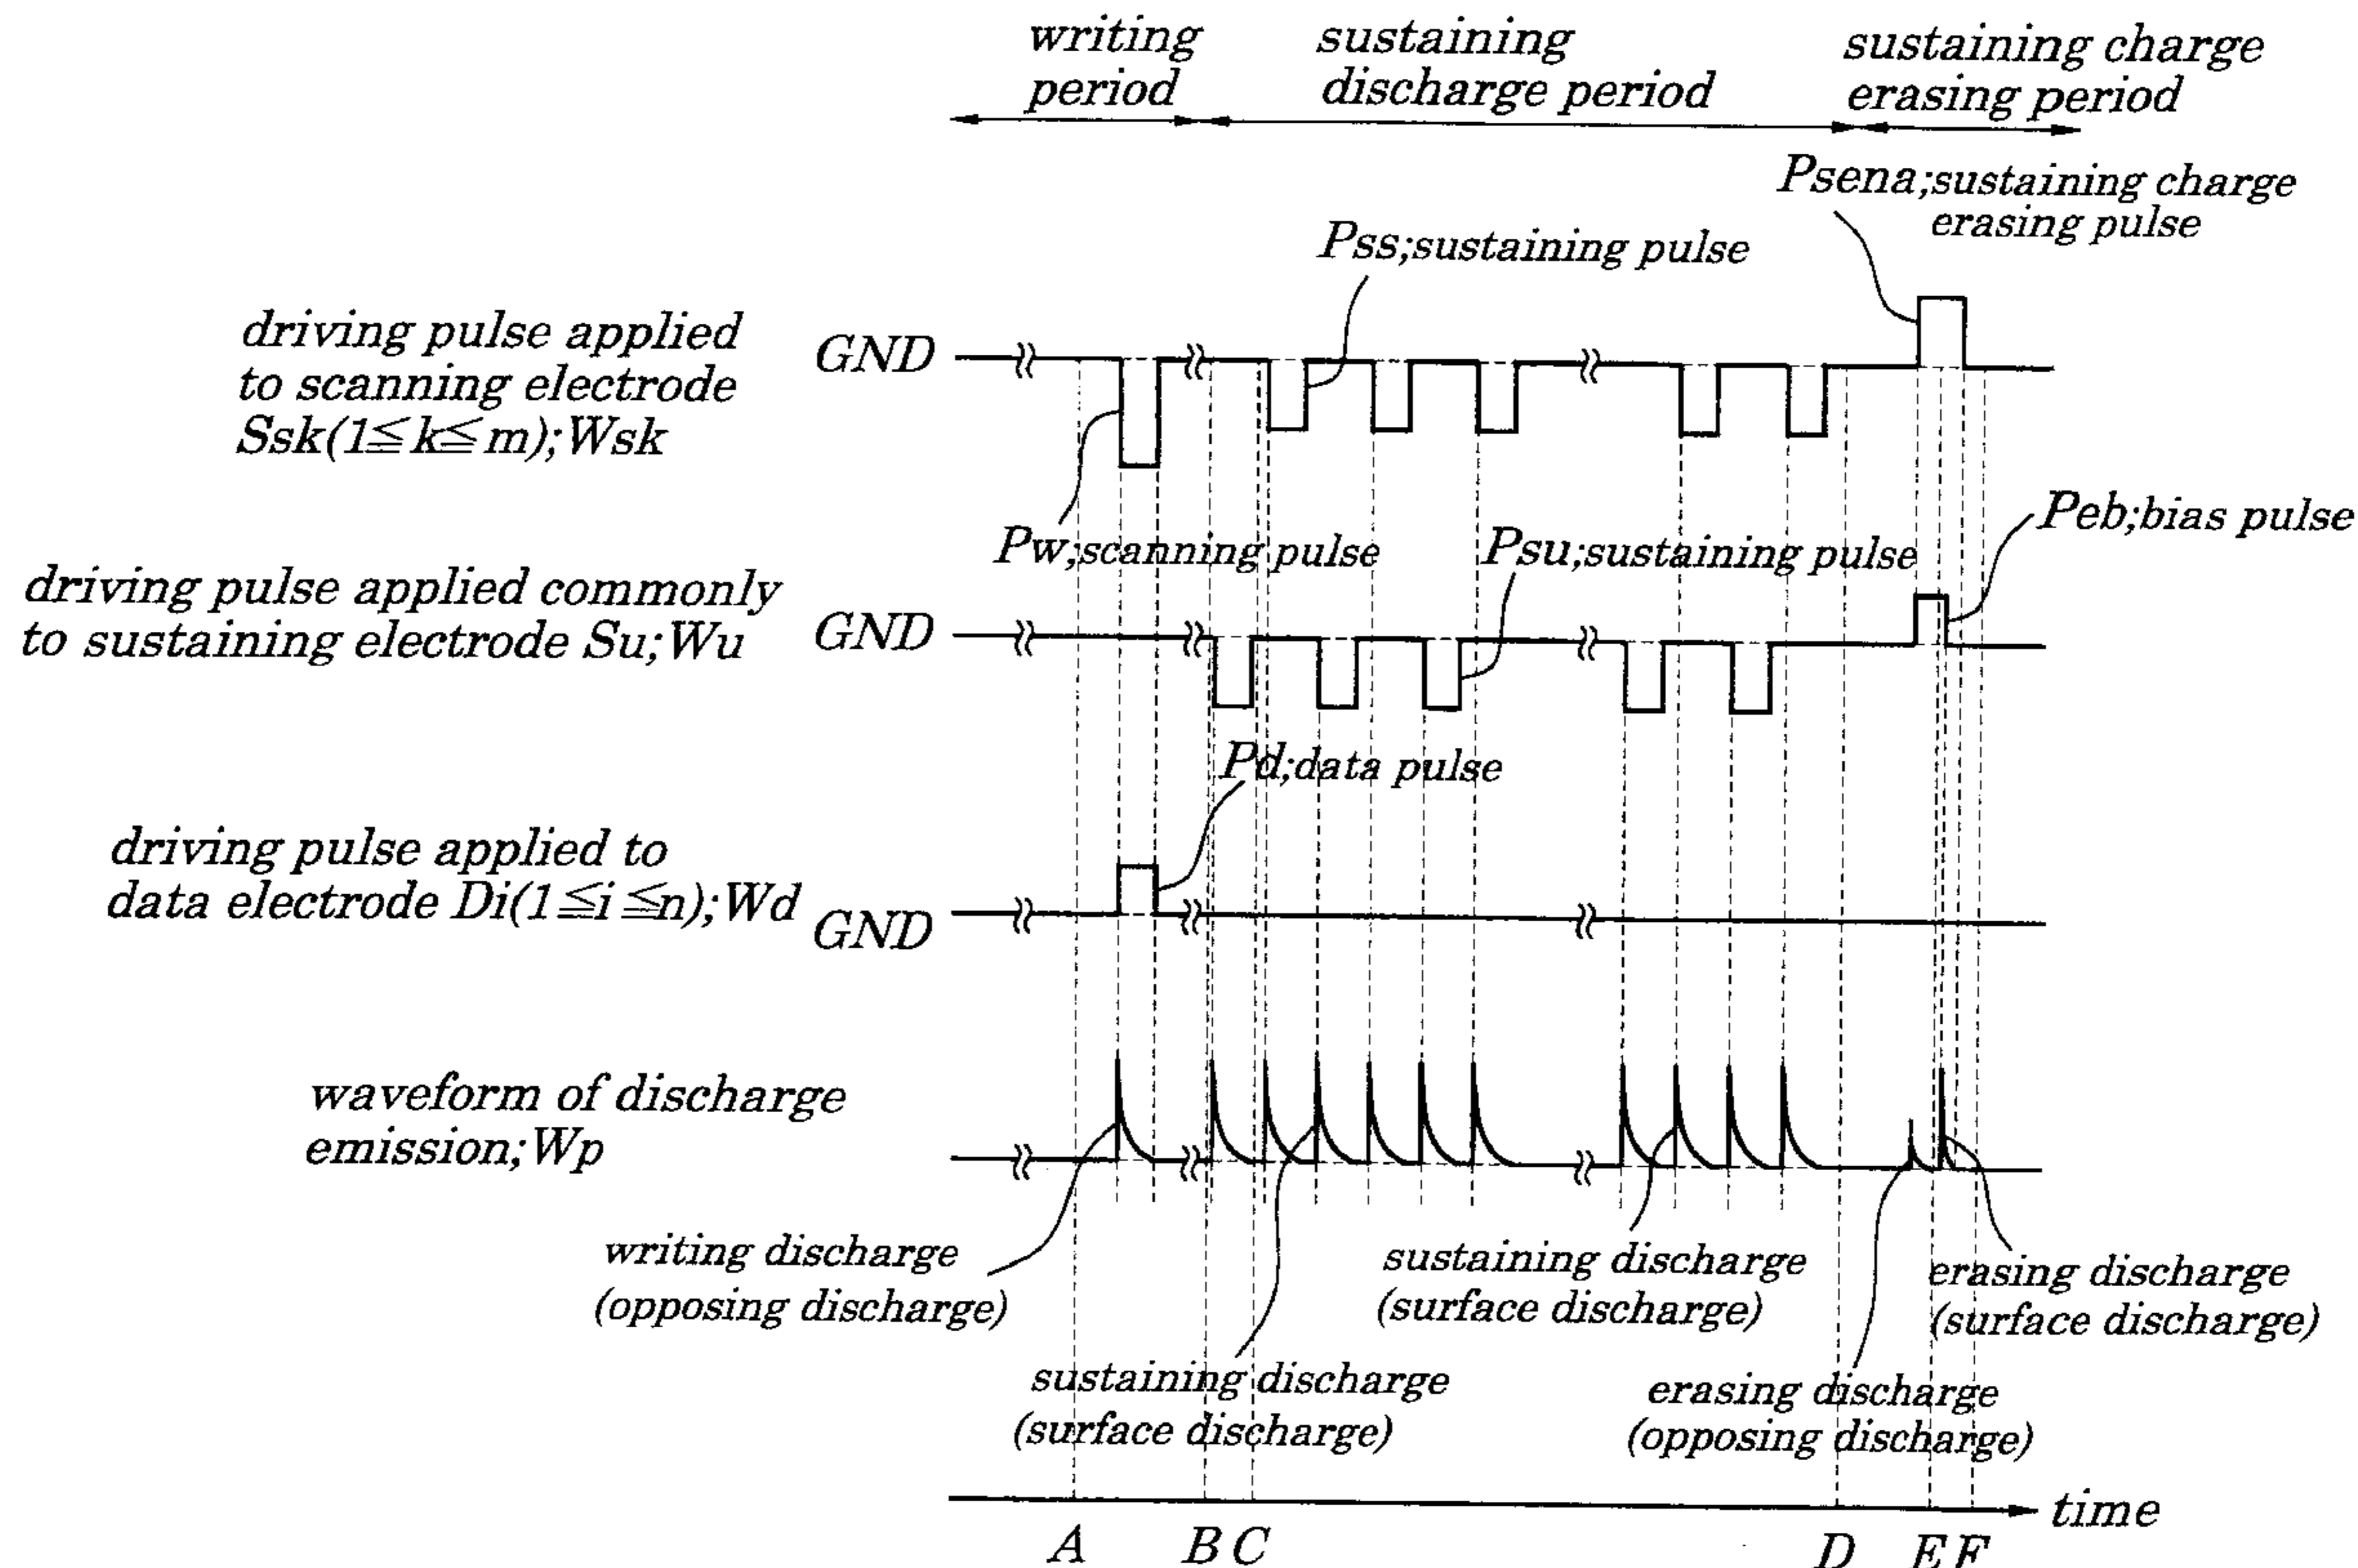 writing
period
sustaining
discharge period
sustaining charge
erasing period
Psena;sustaining charge
erasing pulse
Pss;sustaining pulse
driving pulse applied
to scanning electrode
Ssk(1≦k≦m);Wsk
GND
Pw;scanning pulse
Psu;sustaining pulse
Peb;bias pulse
driving pulse applied commonly
to sustaining electrode Su;Wu
GND
Pd;data pulse
driving pulse applied to
data electrode Di(1≦i≦n);Wd
GND
waveform of discharge
emission;Wp
writing discharge
(opposing discharge)
sustaining discharge
(surface discharge)
sustaining discharge
(surface discharge)
erasing discharge
(surface discharge)
erasing discharge
(opposing discharge)
time
A B C D E F